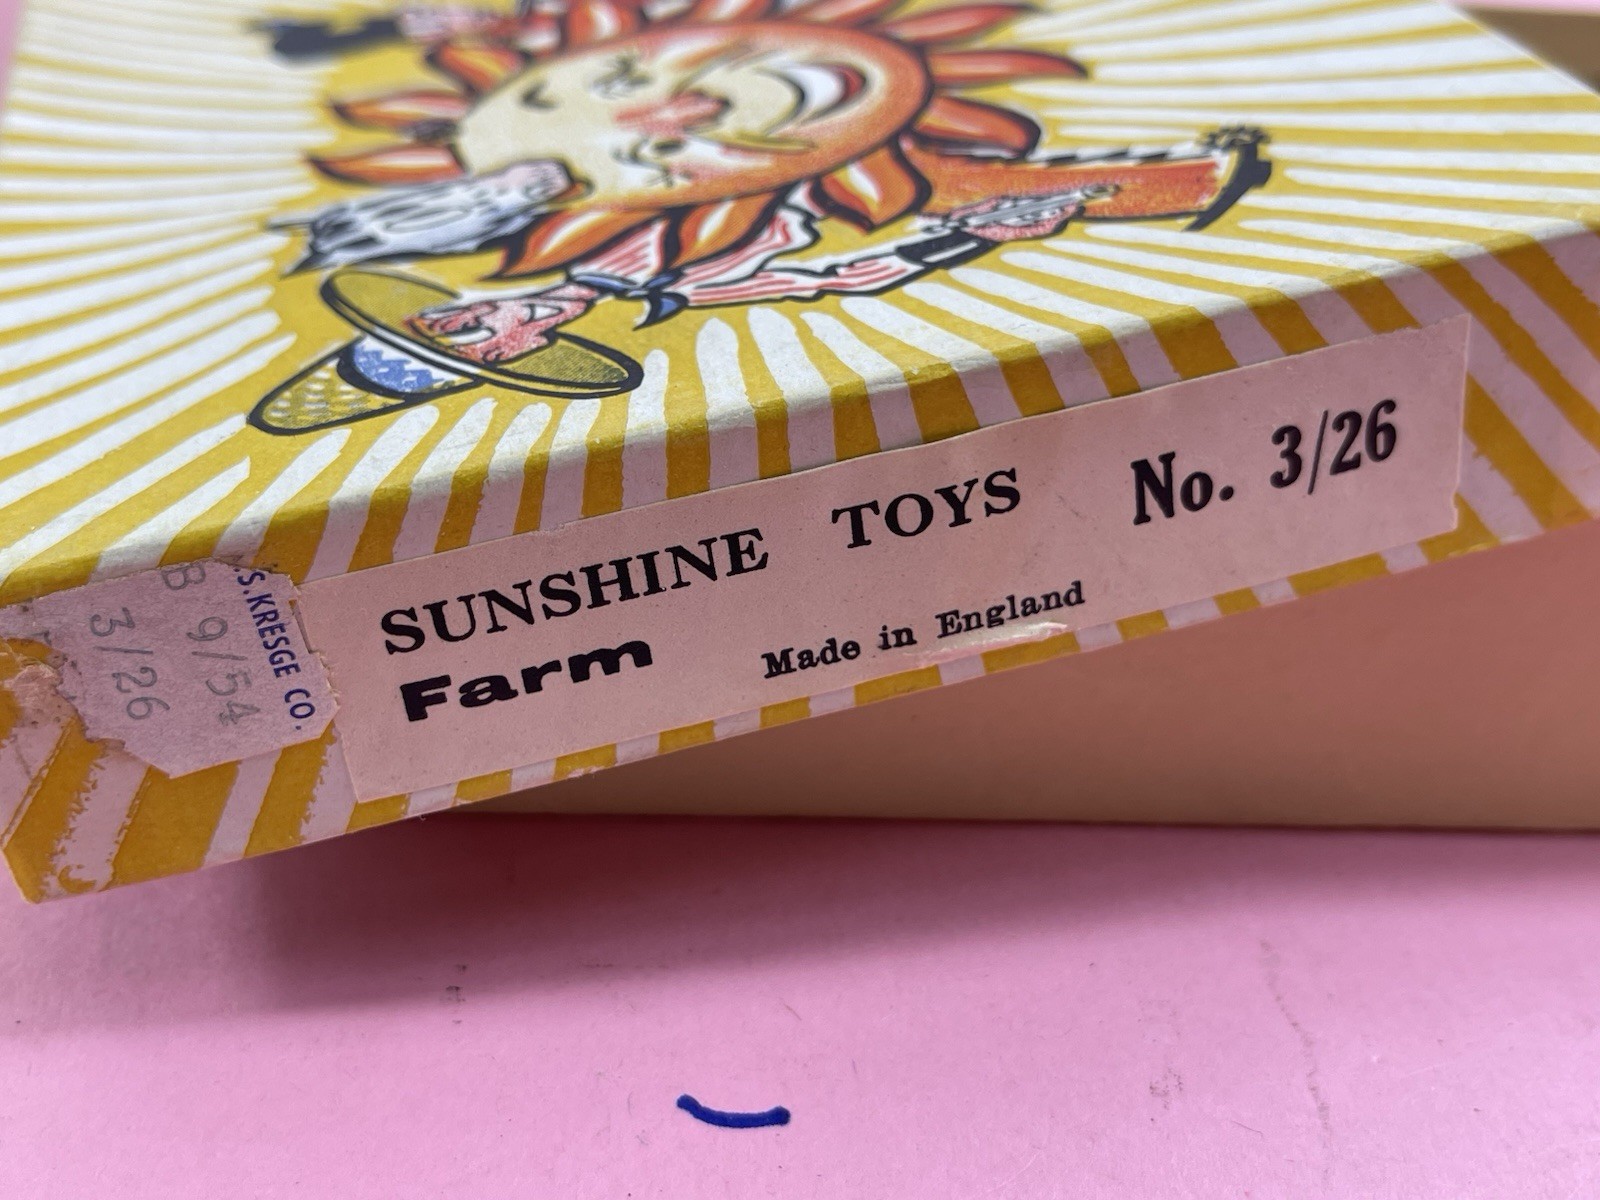 SUNSHINE TOYS No. 3/26
Farm Made in England
.S.KRESGE CO.
B 9/54
3/26